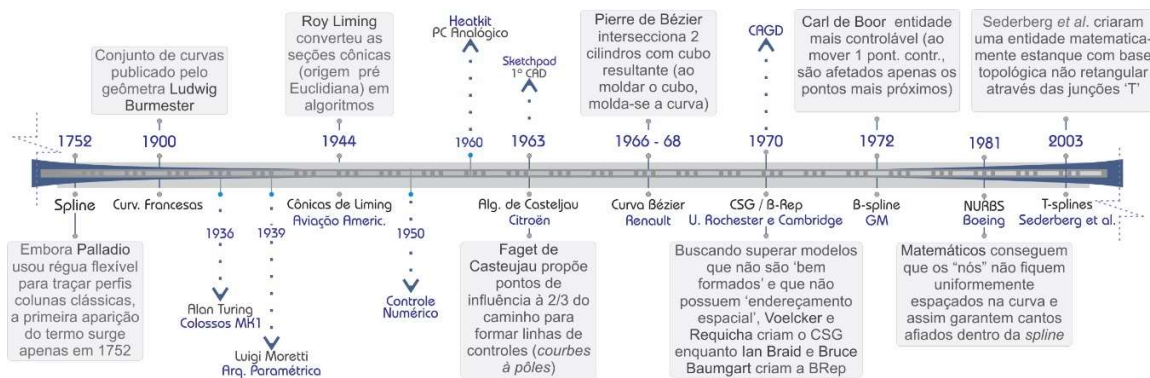 Conjunto de curvas
publicado pelo
geômetra Ludwig
Burmester
Roy Liming
converteu as
seções cônicas
(origem pré
Euclidiana) em
algoritmos
Heatkit
PC Analógico
Sketchpad
1º CAD
Pierre de Bézier
intersecciona 2
cilindros com cubo
resultante (ao
moldar o cubo,
molda-se a curva)
CAGD
Carl de Boor entidade
mais controlável (ao
mover 1 pont. contr.,
são afetados apenas os
pontos mais próximos)
Sederberg et al. criaram
uma entidade matematica-
mente estanque com base
topológica não retangular
através das junções 'T'
1752
1900
1944
1960
1963
1966 - 68
1970
1972
1981
2003
Spline
Curv. Francesas
1936
1939
Cônicas de Liming
Aviação Americ.
1950
Alg. de Casteljau
Citroën
Curva Bézier
Renault
CSG / B-Rep
U. Rochester e Cambridge
B-spline
GM
NURBS
Boeing
T-splines
Sederberg et al.
Embora Palladio
usou régua flexível
para traçar perfis
colunas clássicas,
a primeira aparição
do termo surge
apenas em 1752
Alan Turing
Colossos MK1
Luigi Moretti
Arq. Paramétrica
Controle
Numérico
Faget de
Casteujau propõe
pontos de
influência à 2/3 do
caminho para
formar linhas de
controles (courbes
à pôles)
Buscando superar modelos
que não são 'bem
formados' e que não
possuem 'endereçamento
espacial', Voelcker e
Requicha criam o CSG
enquanto Ian Braid e Bruce
Baumgart criam a BRep
Matemáticos conseguem
que os "nós" não fiquem
uniformemente
espaçados na curva e
assim garantem cantos
afiados dentro da spline